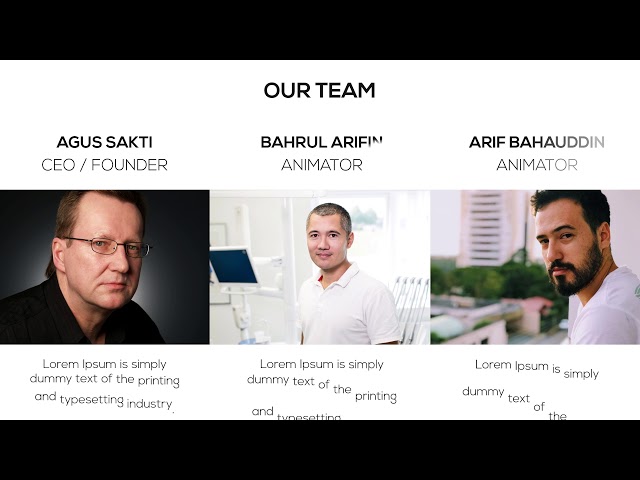 OUR TEAM
AGUS SAKTI
CEO / FOUNDER
BAHRUL ARIFIN
ANIMATOR
ARIF BAHAUDDIN
ANIMATOR
Lorem Ipsum is simply
dummy text of the printing
and typesetting industry.
Lorem Ipsum is simply
dummy text of the printing
and typesetting
Lorem Ipsum is simply
dummy text of the